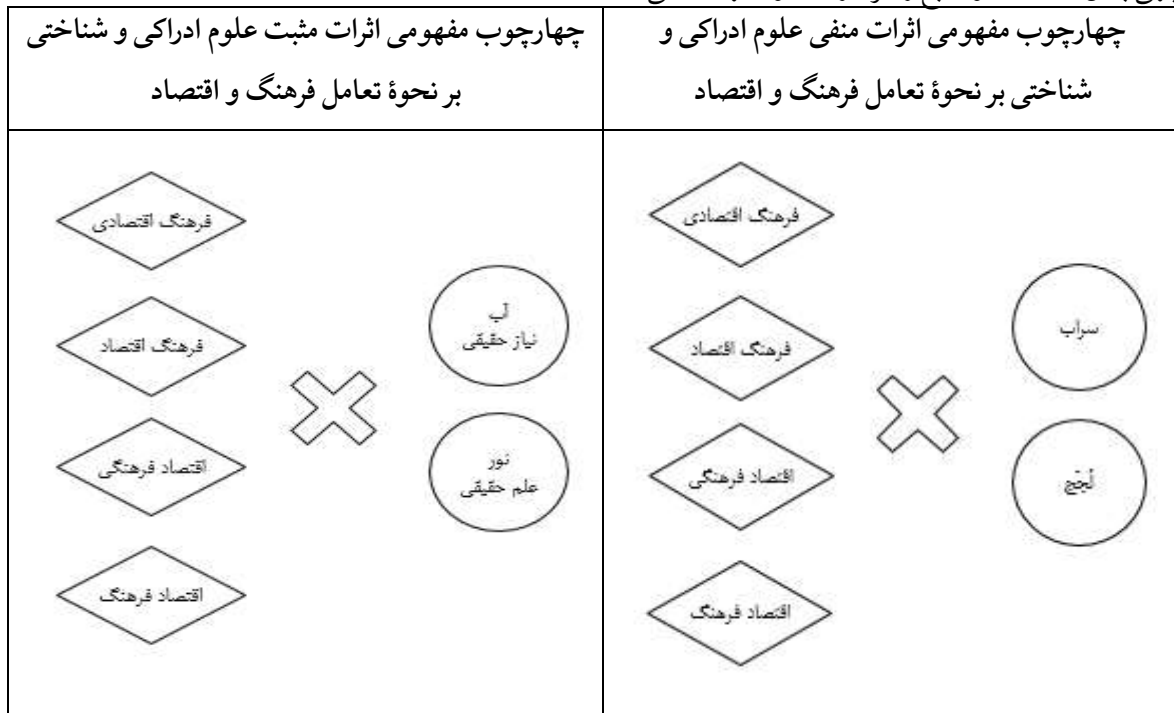 چهارچوب مفهومی اثرات منفی علوم ادراکی و
شناختی بر نحوۀ تعامل فرهنگ و اقتصاد
چهارچوب مفهومی اثرات مثبت علوم ادراکی و شناختی
بر نحوۀ تعامل فرهنگ و اقتصاد
سراب
لُجّج
فرهنگ اقتصادی
فرهنگ اقتصاد
اقتصاد فرهنگی
اقتصاد فرهنگ
آب
نیاز حقیقی
نور
علم حقیقی
فرهنگ اقتصادی
فرهنگ اقتصاد
اقتصاد فرهنگی
اقتصاد فرهنگ